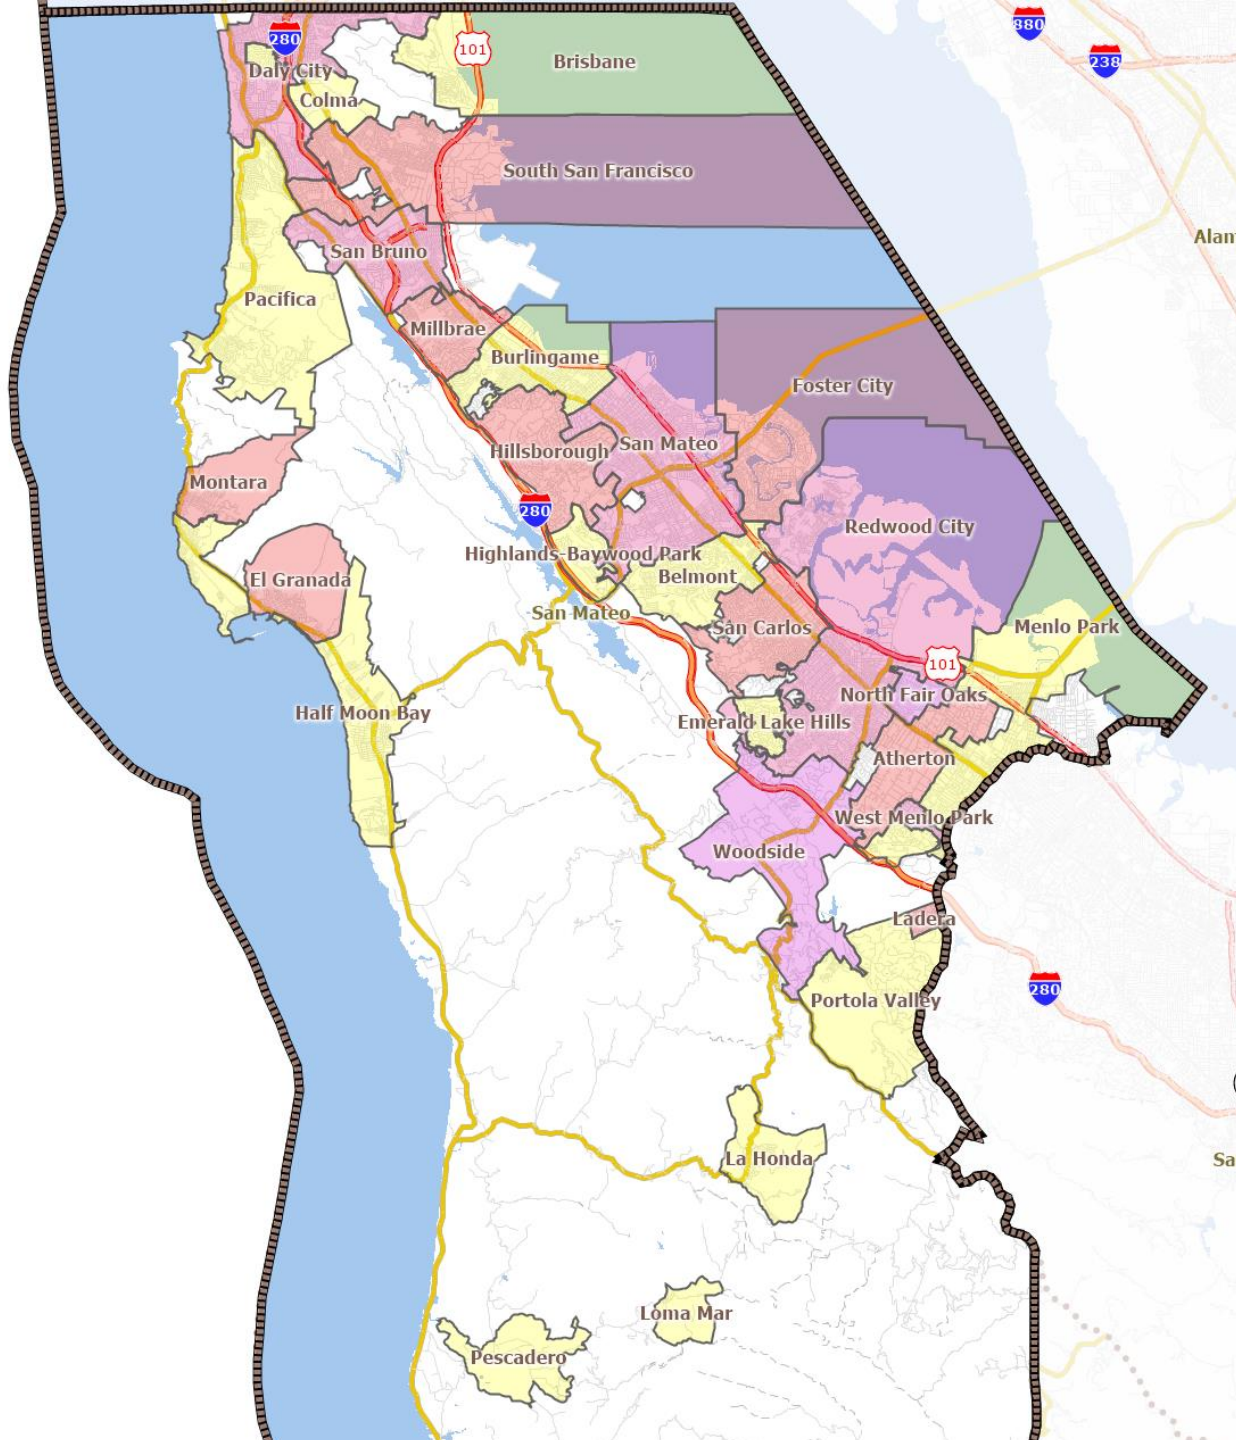 880
280
101
238
Brisbane
Daly City
Colma
South San Francisco
Alam
San Bruno
Pacifica
Millbrae
Burlingame
Foster City
San Mateo
Hillsborough
Montara
280
Redwood City
Highlands-Baywood Park
Belmont
El Granada
San Mateo
San Carlos
Menlo Park
101
North Fair Oaks
Half Moon Bay
Emerald Lake Hills
Atherton
West Menlo Park
Woodside
Ladera
280
Portola Valley
La Honda
Sa
Loma Mar
Pescadero